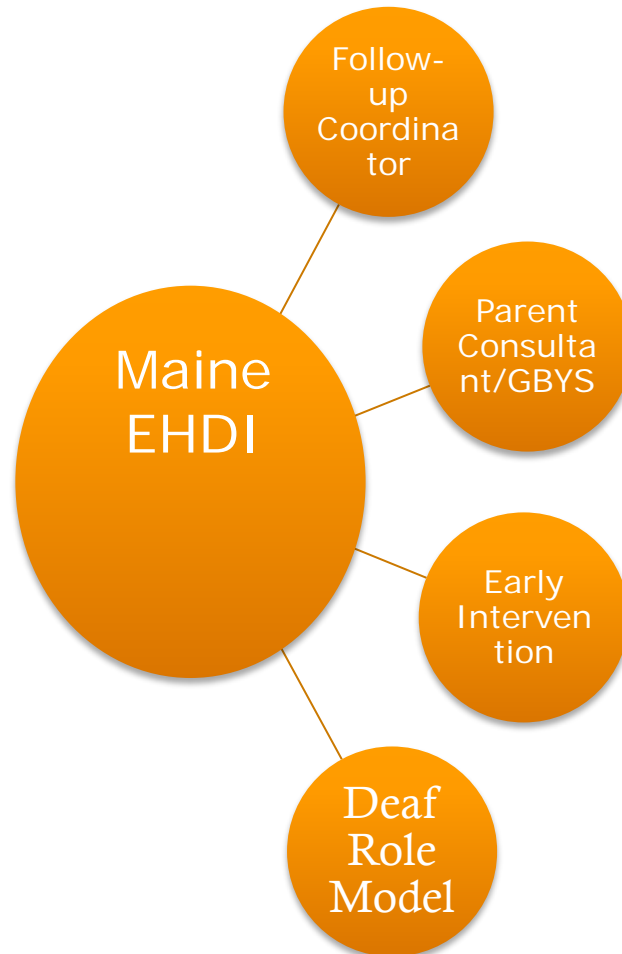 Follow-
up
Coordina
tor
Parent
Consulta
nt/GBYS
Maine
EHDI
Early
Interven
tion
Deaf
Role
Model